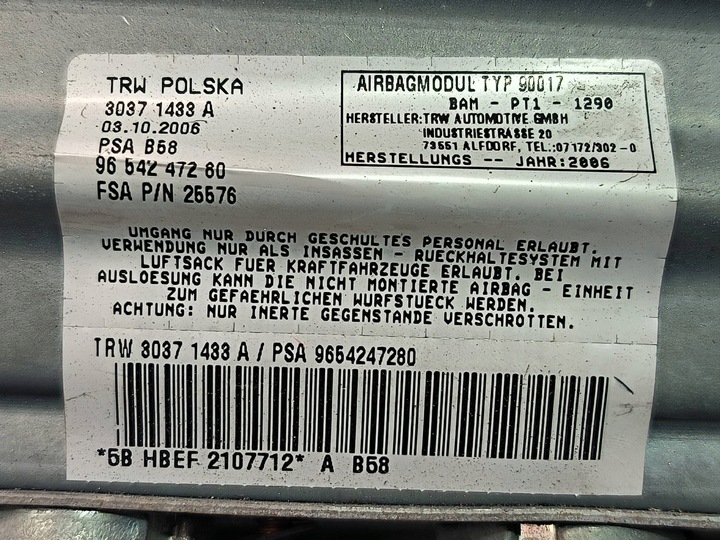 TRW POLSKA
3037 1433 A
03.10.2006
PSA B58
96 542 472 80
FSA P/N 25576
AIRBAGMODUL TYP 90017
BAM - PT1 - 1290
HERSTELLER:TRW AUTOMOTIVE GMBH
INDUSTRIESTRASSE 20
73551 ALFDORF, TEL.:07172/302-0
HERSTELLUNGS -- JAHR:2006
UMGANG NUR DURCH GESCHULTES PERSONAL ERLAUBT.
VERWENDUNG NUR ALS INSASSEN - RUECKHALTESYSTEM MIT
LUFTSACK FUER KRAFTFAHRZEUGE ERLAUBT. BEI
AUSLOESUNG KANN DIE NICHT MONTIERTE AIRBAG - EINHEIT
ZUM GEFAEHRLICHEN WURFSTUECK WERDEN.
ACHTUNG: NUR INERTE GEGENSTANDE VERSCHROTTEN.
TRW 3037 1433 A / PSA 9654247280
*5B HBEF 2107712* A B58